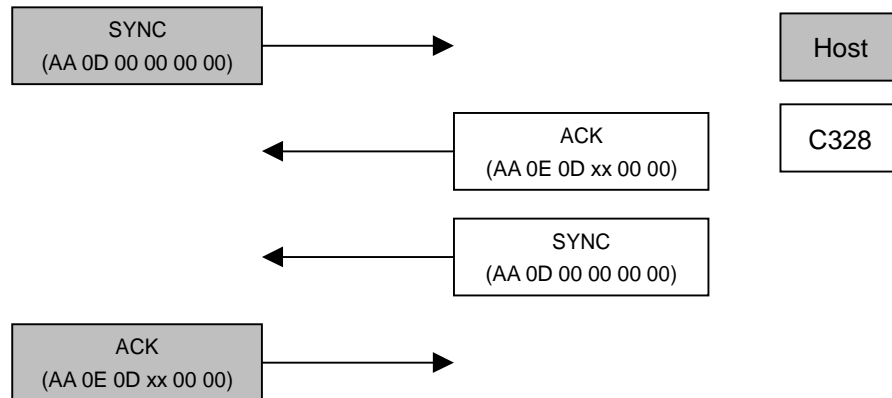 SYNC
(AA 0D 00 00 00 00)
Host
ACK
(AA 0E 0D xx 00 00)
C328
SYNC
(AA 0D 00 00 00 00)
ACK
(AA 0E 0D xx 00 00)